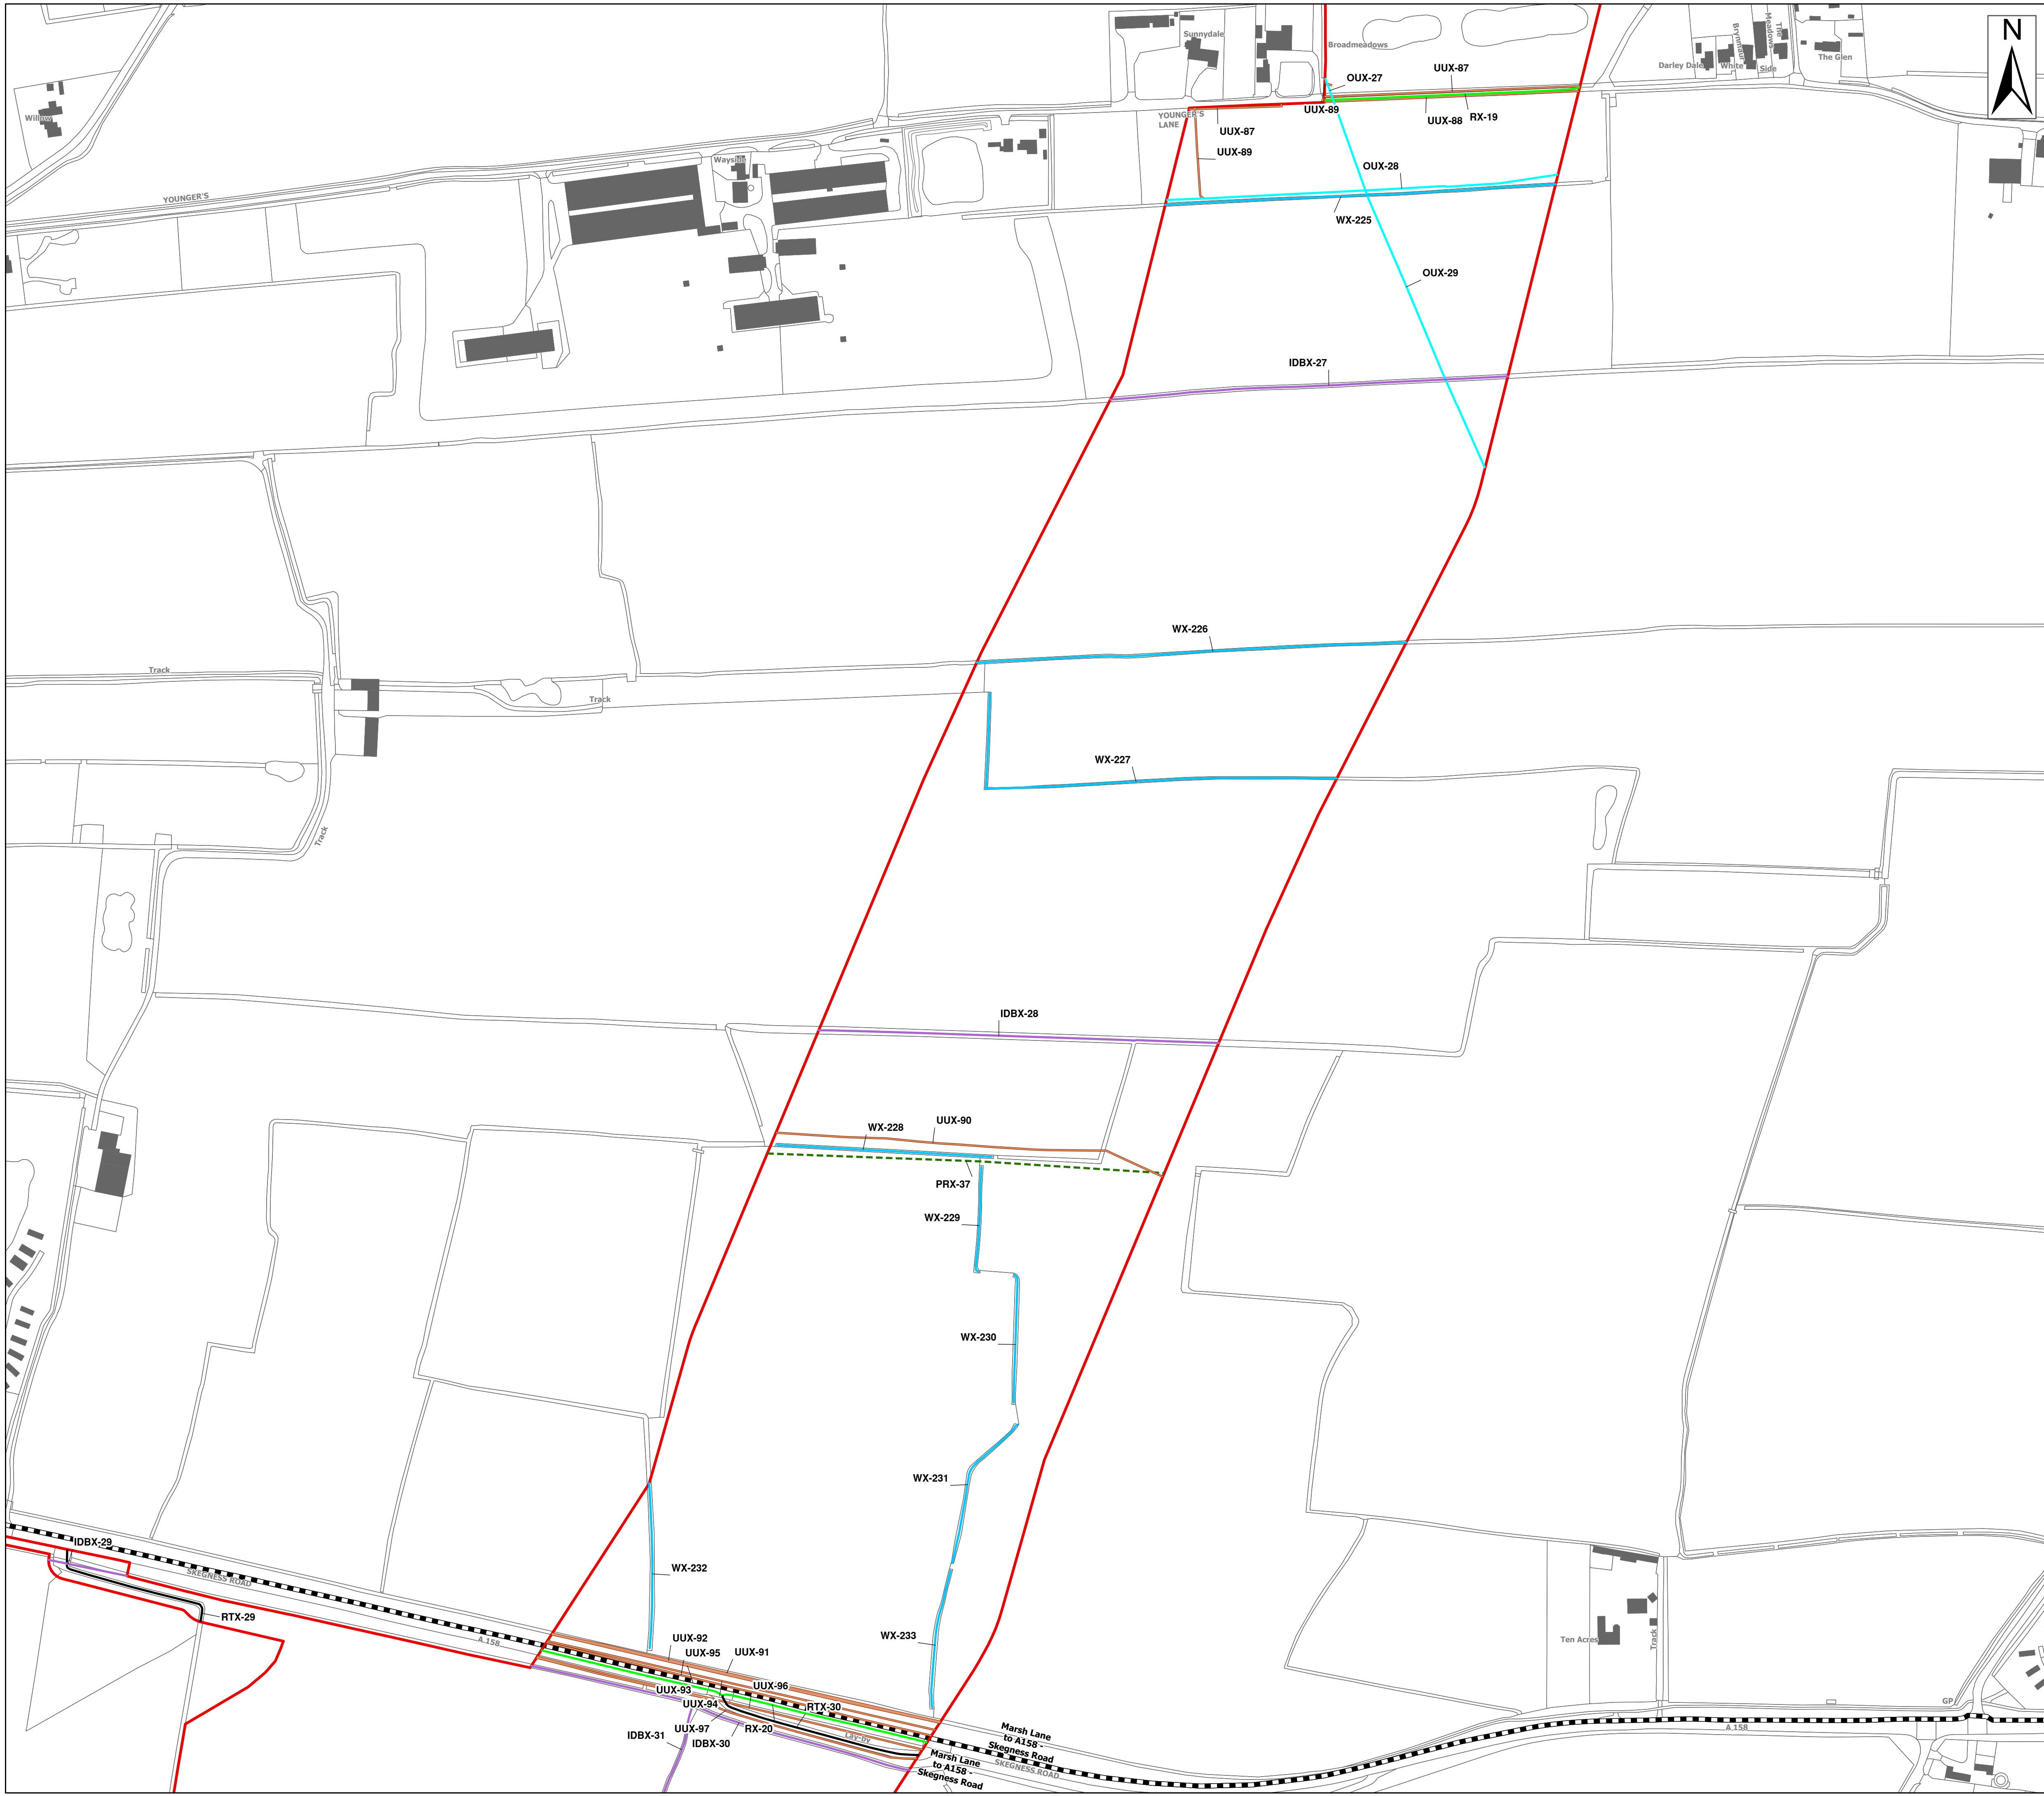 N
Sunnydale
Broadmeadows
The
Meadows
Brynmaur
The Glen
Darley Dale
White
Side
Willow
OUX-27
UUX-87
YOUNGER'S
LANE
UUX-89
UUX-88
RX-19
UUX-87
UUX-89
Wayside
OUX-28
YOUNGER'S
WX-225
OUX-29
IDBX-27
WX-226
Track
Track
WX-227
Track
IDBX-28
UUX-90
WX-228
PRX-37
WX-229
WX-230
WX-231
IDBX-29
SKEGNESS ROAD
WX-232
RTX-29
A 158
WX-233
UUX-92
UUX-95
UUX-91
UUX-93
UUX-96
UUX-94
RTX-30
UUX-97
RX-20
IDBX-31
IDBX-30
Lay-by
Marsh Lane
to A158 -
Skegness Road
Marsh Lane
to A158 -
Skegness Road
SKEGNESS ROAD
Ten Acres
Track
GP
A 158